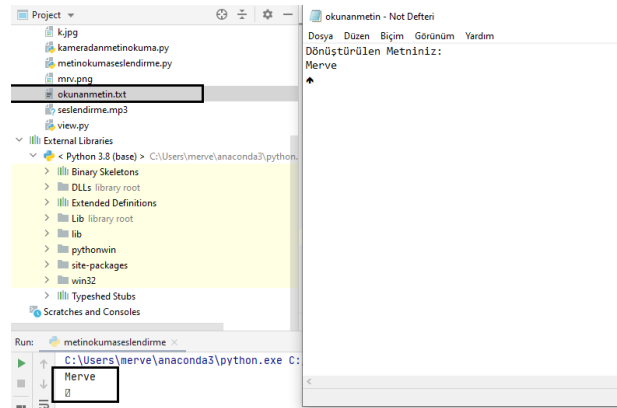 Project
k.jpg
kameradanmetinokuma.py
metinokumaseslendirme.py
mrv.png
okunanmetin.txt
seslendirme.mp3
view.py
External Libraries
< Python 3.8 (base) > C:\Users\merve\anaconda3\python.
Binary Skeletons
DLLs library root
Extended Definitions
Lib library root
lib
pythonwin
site-packages
win32
Typeshed Stubs
Scratches and Consoles
Run: metinokumaseslendirme
C:\Users\merve\anaconda3\python.exe C:
Merve
okunanmetin - Not Defteri
Dosya Düzen Biçim Görünüm Yardım
Dönüştürülen Metniniz:
Merve